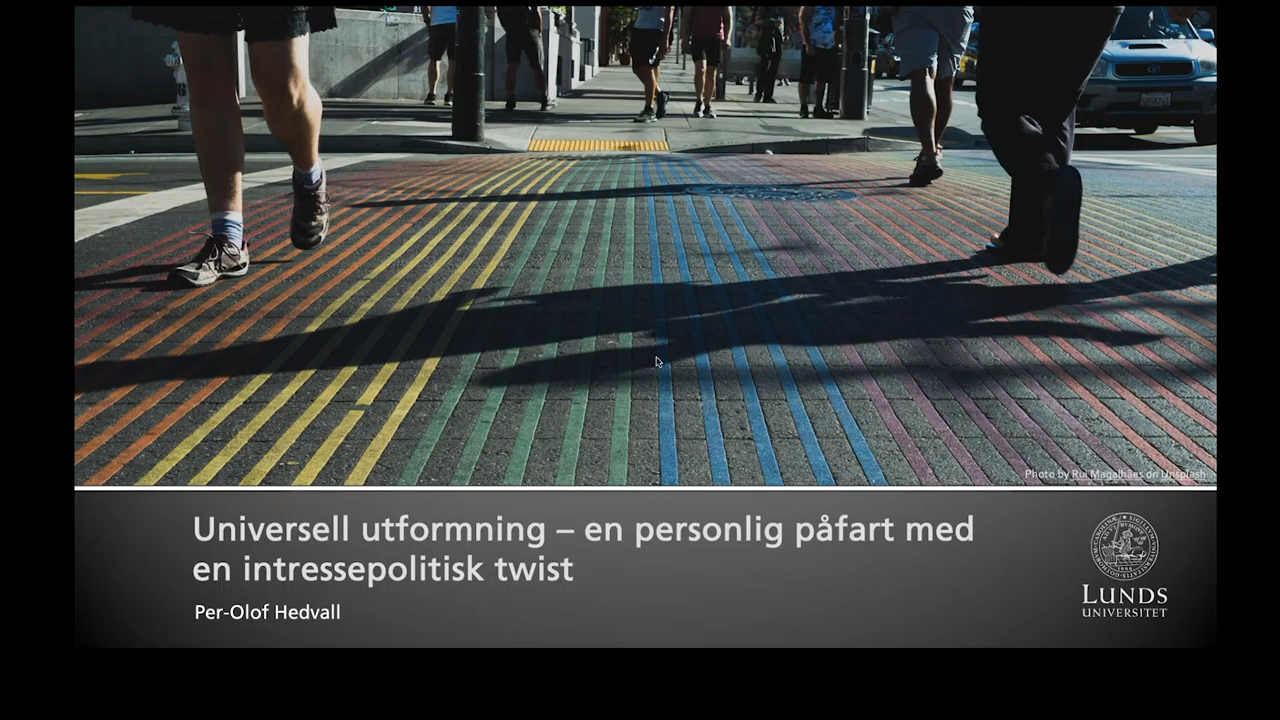 Photo by Rui Magalhães on Unsplash
Universell utformning – en personlig påfart med
en intressepolitisk twist
Per-Olof Hedvall
LUNDS
UNIVERSITET